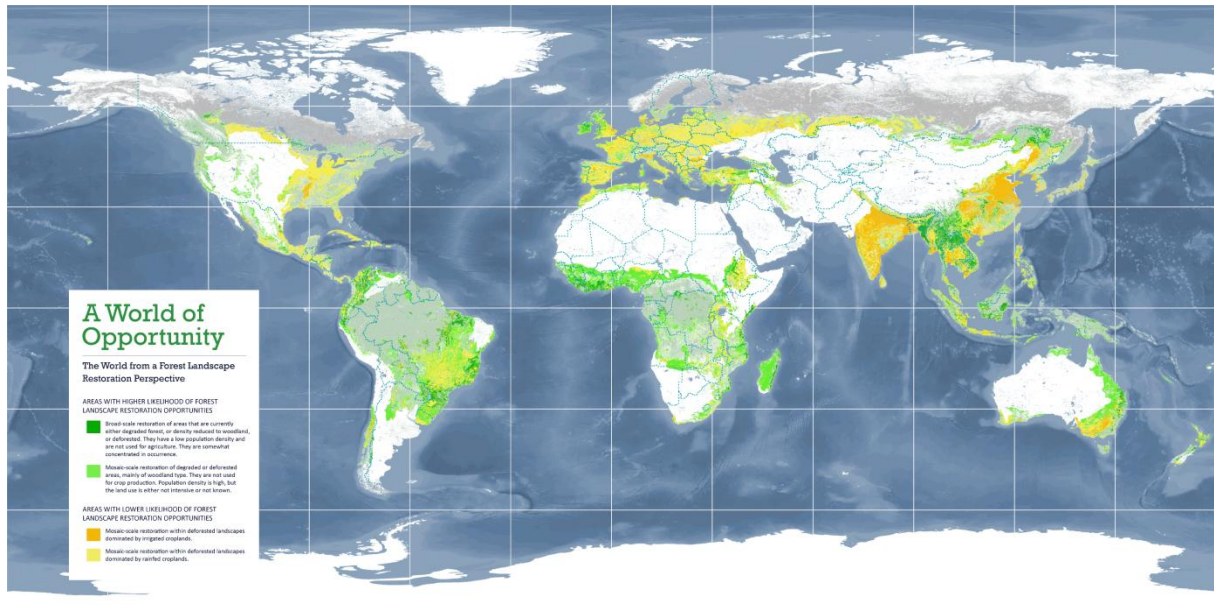 A World of
Opportunity
The World from a Forest Landscape
Restoration Perspective
AREAS WITH HIGHER LIKELIHOOD OF FOREST
LANDSCAPE RESTORATION OPPORTUNITIES
Broad-scale restoration of areas that are currently
either degraded forest, or density reduced to woodland,
or deforested. They have a low population density and
are not used for agriculture. They are somewhat
concentrated in occurrence.
Mosaic-scale restoration of degraded or deforested
areas, mainly of woodland type. They are not used
for crop production. Population density is high, but
the land use is either not intensive or not known.
AREAS WITH LOWER LIKELIHOOD OF FOREST
LANDSCAPE RESTORATION OPPORTUNITIES
Mosaic-scale restoration within deforested landscapes
dominated by irrigated croplands.
Mosaic-scale restoration within deforested landscapes
dominated by rainfed croplands.